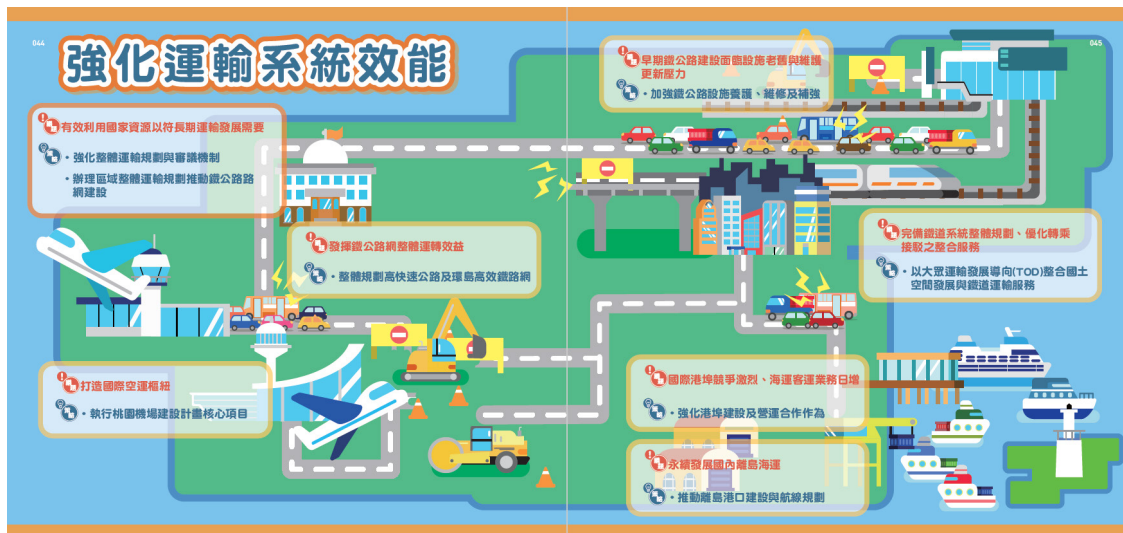 044
強化運輸系統效能
有效利用國家資源以符長期運輸發展需要
・強化整體運輸規劃與審議機制
・辦理區域整體運輸規劃推動鐵公路路
網建設
發揮鐵公路網整體運轉效益
・整體規劃高快速公路及環島高效鐵路網
打造國際空運樞紐
・執行桃園機場建設計畫核心項目
045
早期鐵公路建設面臨設施老舊與維護
更新壓力
・加強鐵公路設施養護、維修及補強
完備鐵道系統整體規劃、優化轉乘
接駁之整合服務
・以大眾運輸發展導向(TOD)整合國土
空間發展與鐵道運輸服務
國際港埠競爭激烈、海運客運業務日增
・強化港埠建設及營運合作作為
永續發展國內離島海運
・推動離島港口建設與航線規劃